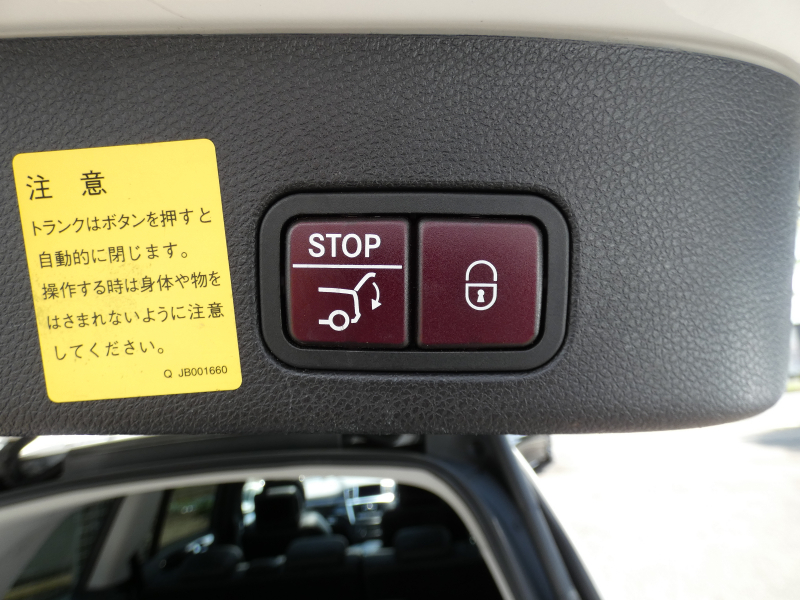 注 意
トランクはボタンを押すと
自動的に閉じます。
操作する時は身体や物を
はさまれないように注意
してください。
Q JB001660
STOP